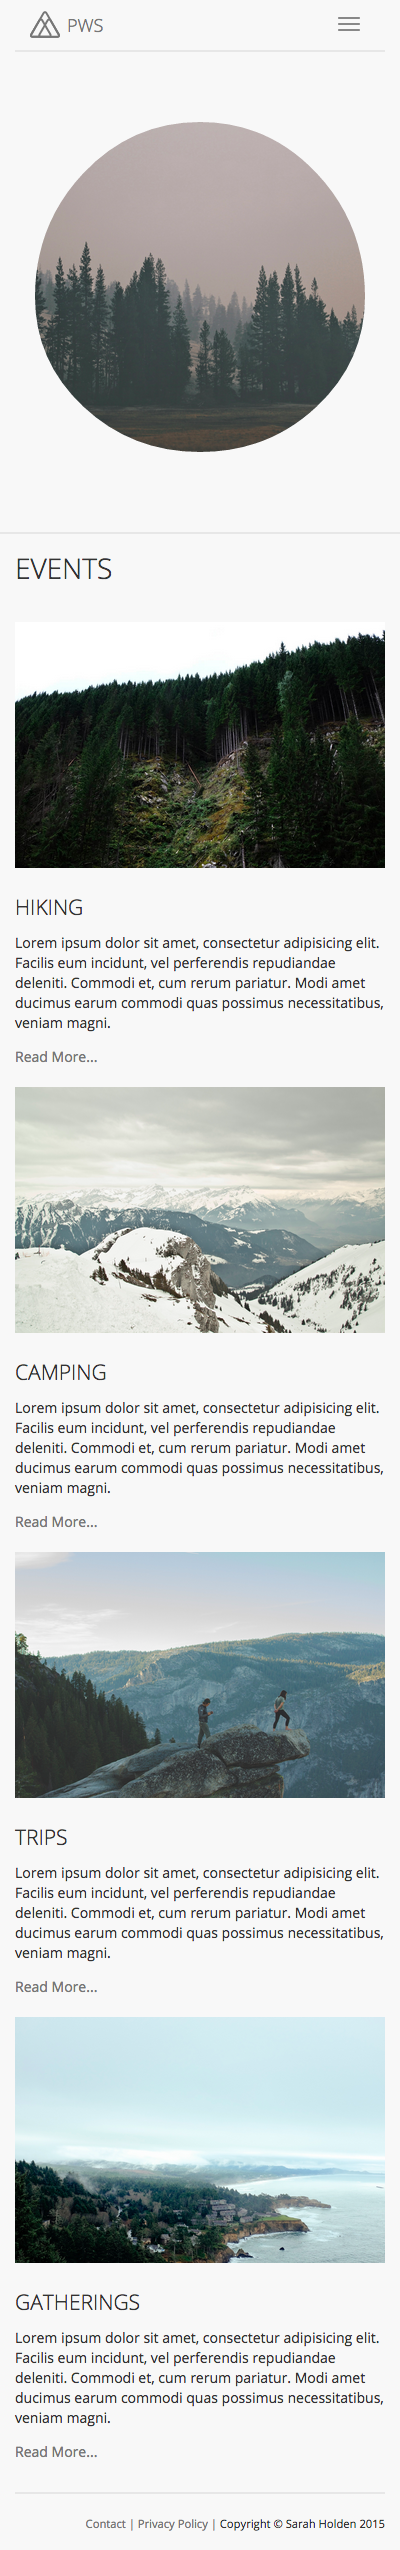 PWS
EVENTS
HIKING
Lorem ipsum dolor sit amet, consectetur adipisicing elit.
Facilis eum incidunt, vel perferendis repudiandae
deleniti. Commodi et, cum rerum pariatur. Modi amet
ducimus earum commodi quas possimus necessitatibus,
veniam magni.
Read More...
CAMPING
Lorem ipsum dolor sit amet, consectetur adipisicing elit.
Facilis eum incidunt, vel perferendis repudiandae
deleniti. Commodi et, cum rerum pariatur. Modi amet
ducimus earum commodi quas possimus necessitatibus,
veniam magni.
Read More...
TRIPS
Lorem ipsum dolor sit amet, consectetur adipisicing elit.
Facilis eum incidunt, vel perferendis repudiandae
deleniti. Commodi et, cum rerum pariatur. Modi amet
ducimus earum commodi quas possimus necessitatibus,
veniam magni.
Read More...
GATHERINGS
Lorem ipsum dolor sit amet, consectetur adipisicing elit.
Facilis eum incidunt, vel perferendis repudiandae
deleniti. Commodi et, cum rerum pariatur. Modi amet
ducimus earum commodi quas possimus necessitatibus,
veniam magni.
Read More...
Contact | Privacy Policy | Copyright © Sarah Holden 2015